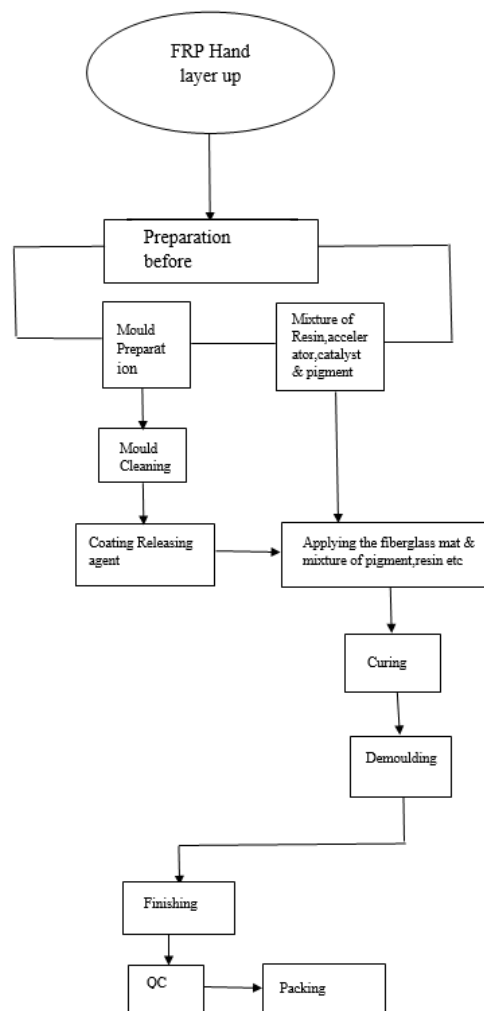 FRP Hand
layer up
Preparation
before
Mould
Preparat
ion
Mixture of
Resin,acceler
ator,catalyst
& pigment
Mould
Cleaning
Coating Releasing
agent
Applying the fiberglass mat &
mixture of pigment,resin etc
Curing
Demoulding
Finishing
QC
Packing